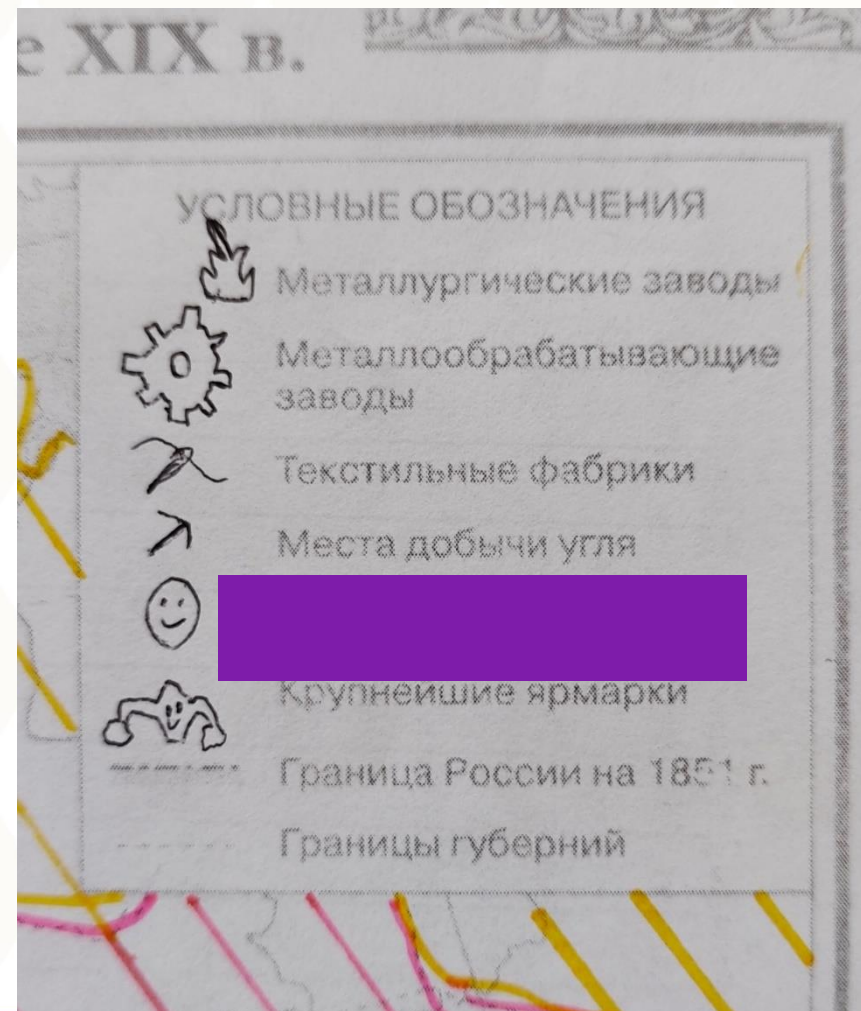 е XIX в.
УСЛОВНЫЕ ОБОЗНАЧЕНИЯ
Металлургические заводы
Металлообрабатывающие
заводы
Текстильные фабрики
Места добычи угля
Крупнейшие ярмарки
Граница России на 1851 г.
Границы губерний